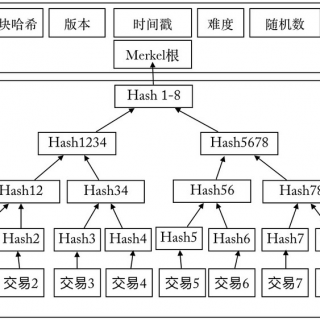 块哈希 版本 时间戳 难度 随机数
Merkel根
Hash 1-8
Hash1234 Hash5678
Hash12 Hash34 Hash56 Hash78
Hash2 Hash3 Hash4 Hash5 Hash6 Hash7
交易2 交易3 交易4 交易5 交易6 交易7